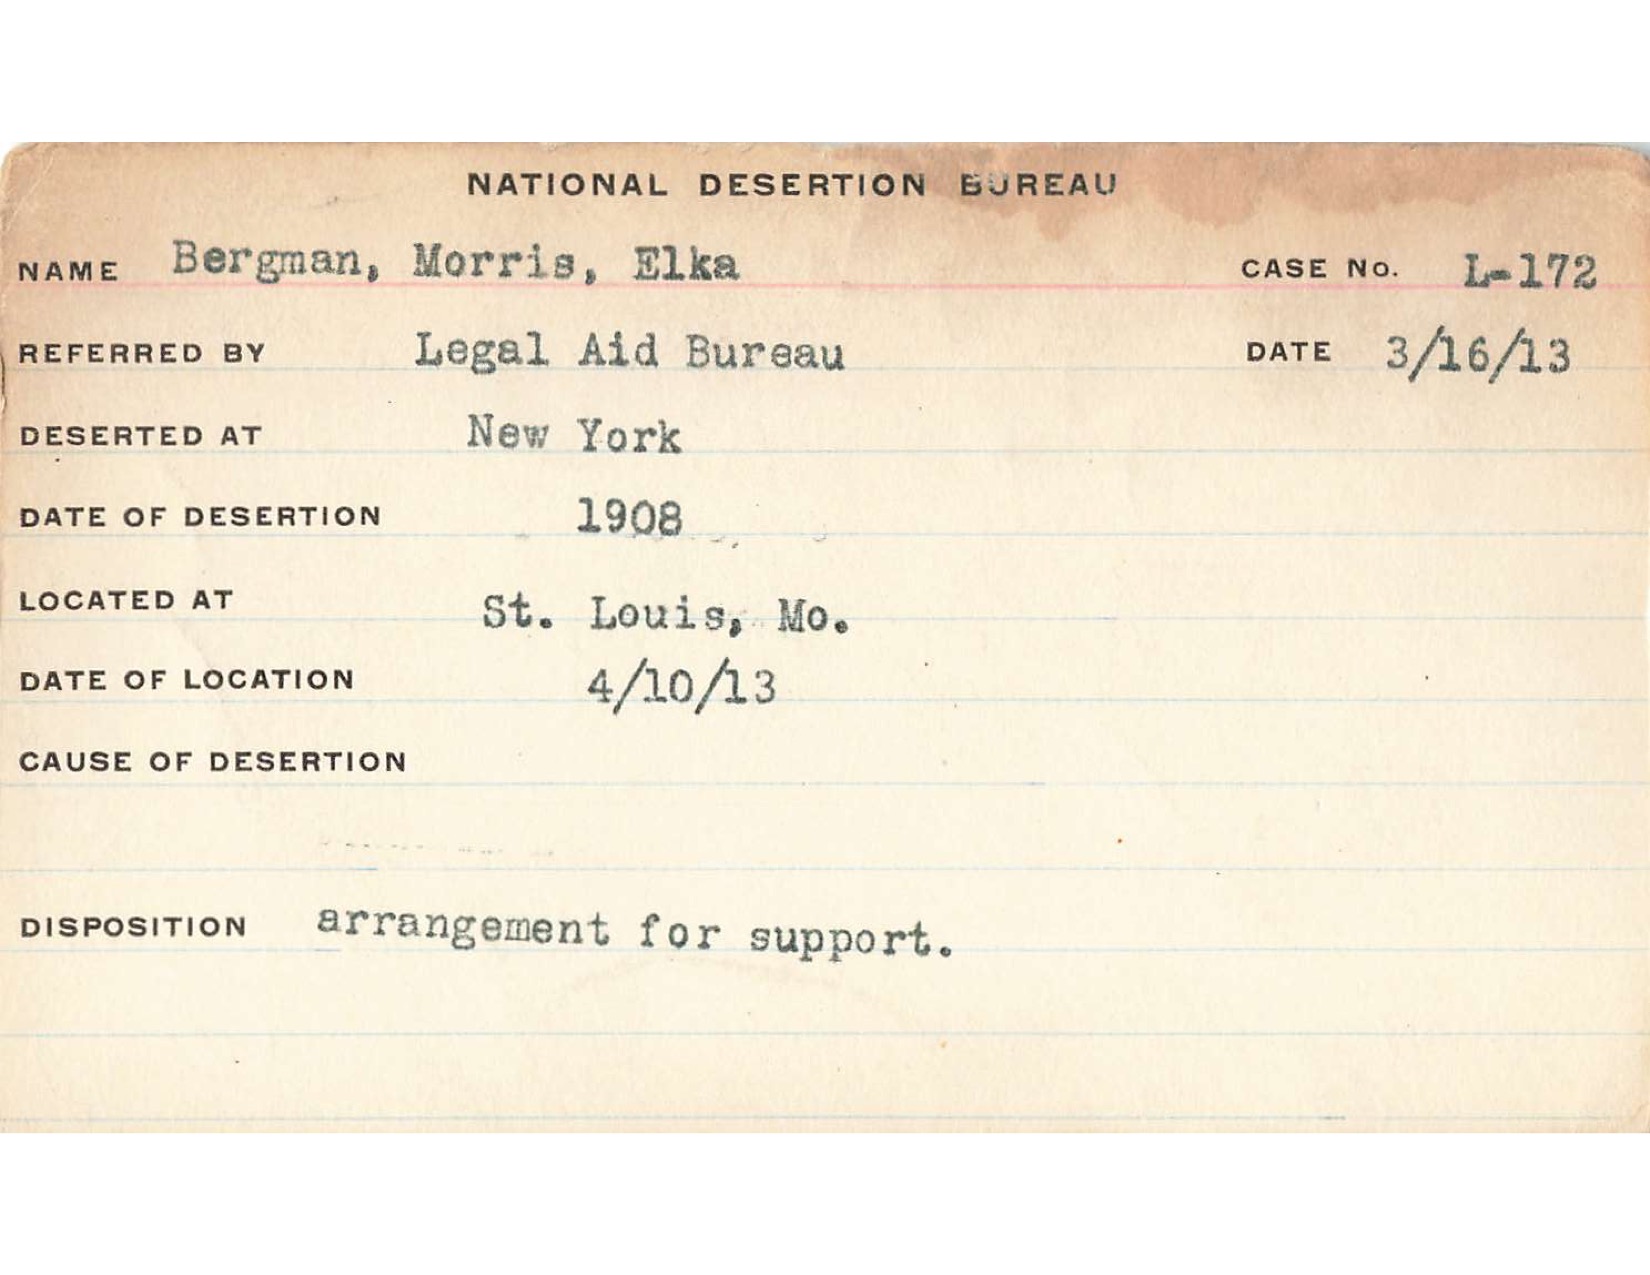 NATIONAL DESERTION BUREAU
NAME Bergman, Morris, Elka CASE No. L-172
REFERRED BY Legal Aid Bureau DATE 3/16/13
DESERTED AT New York
DATE OF DESERTION 1908
LOCATED AT St. Louis, Mo.
DATE OF LOCATION 4/10/13
CAUSE OF DESERTION
DISPOSITION arrangement for support.